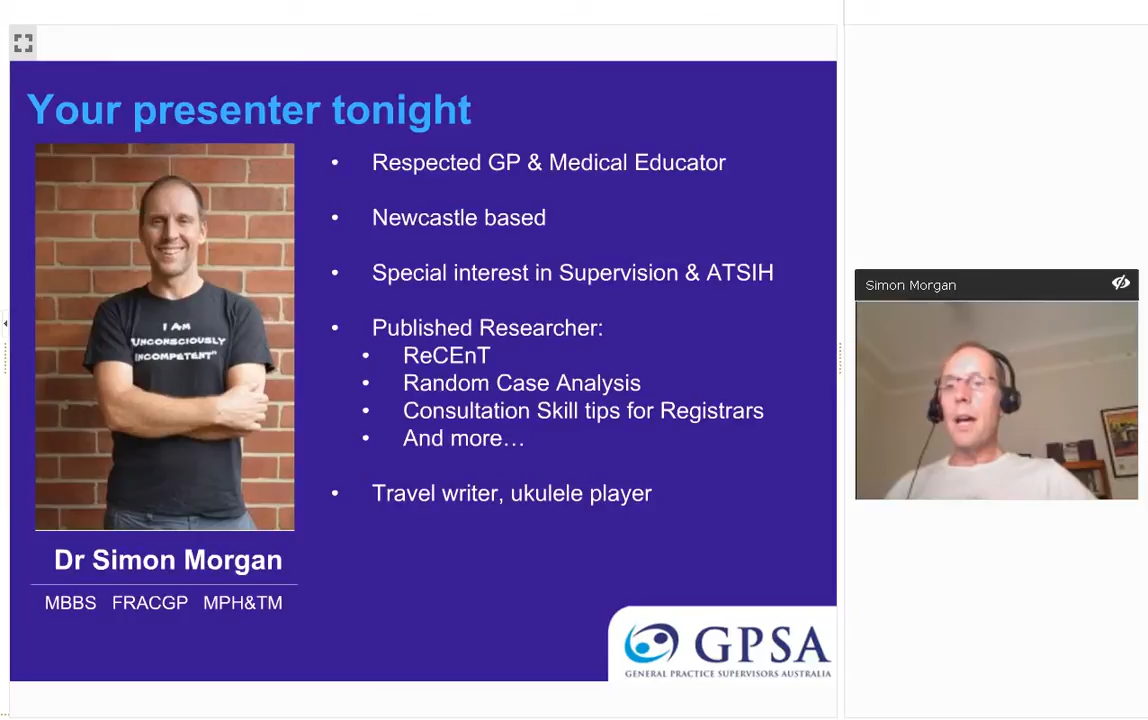 Your presenter tonight
• Respected GP & Medical Educator
• Newcastle based
• Special interest in Supervision & ATSIH
• Published Researcher:
• ReCEnT
• Random Case Analysis
• Consultation Skill tips for Registrars
• And more…
• Travel writer, ukulele player
I AM
"UNCONSCIOUSLY
INCOMPETENT"
Dr Simon Morgan
MBBS FRACGP MPH&TM
GPSA
GENERAL PRACTICE SUPERVISORS AUSTRALIA
Simon Morgan